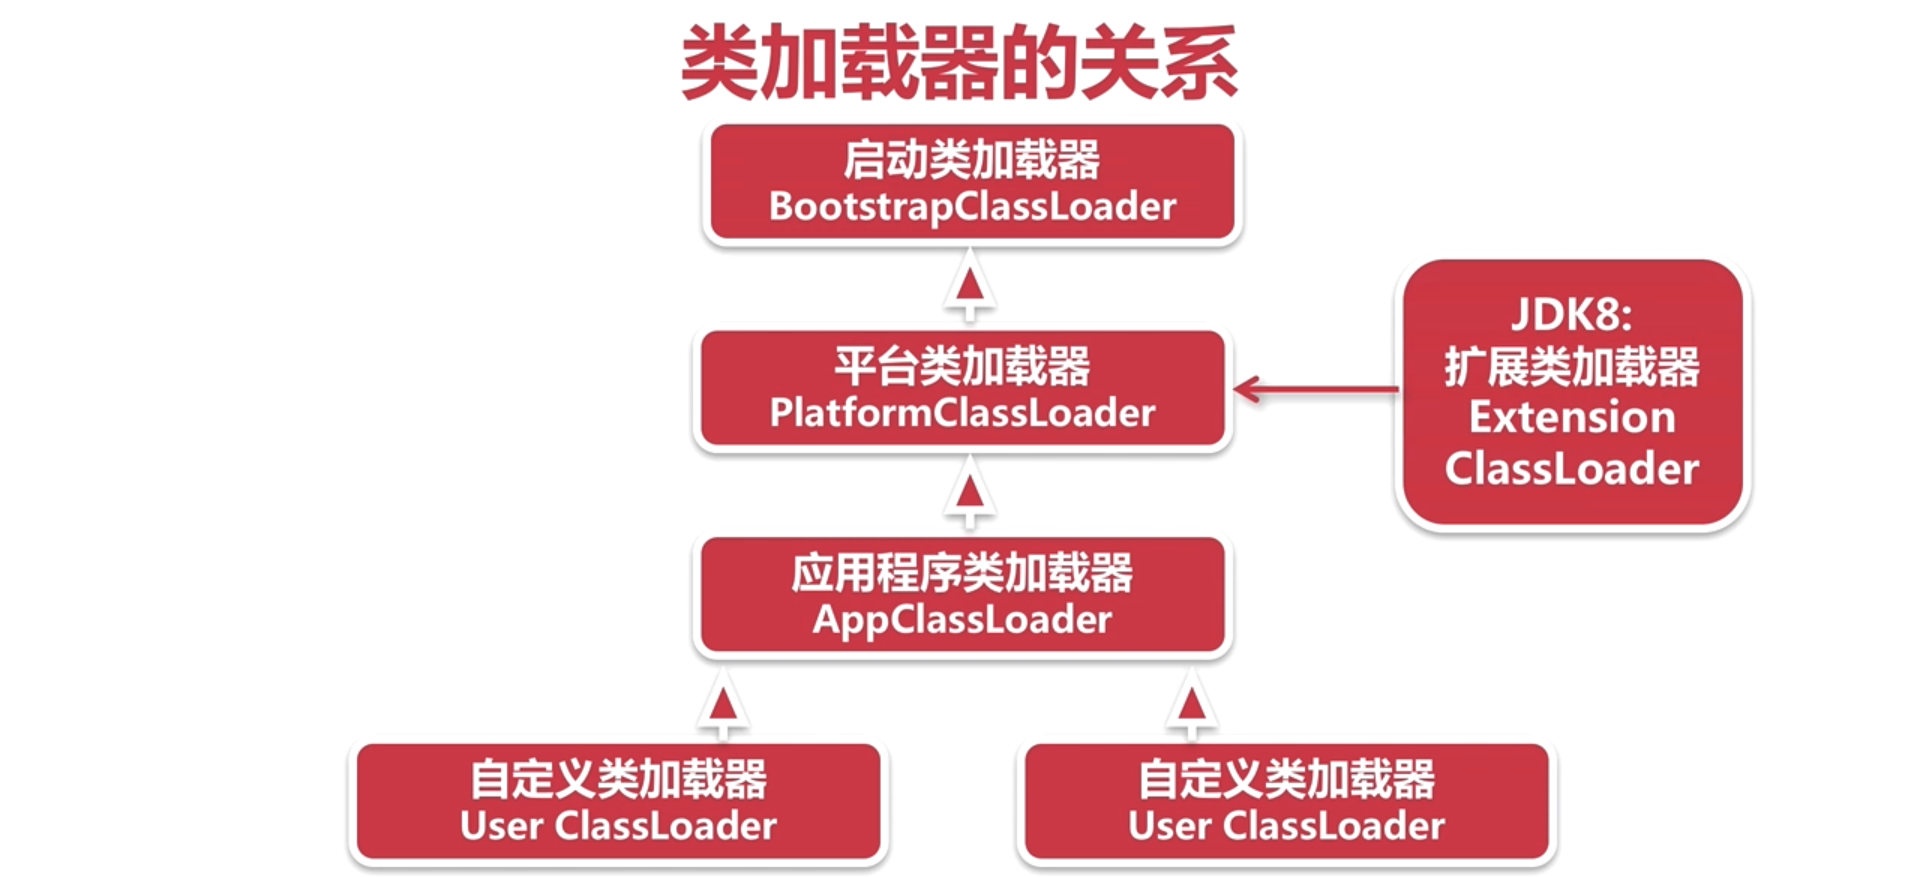 类加载器的关系
启动类加载器
BootstrapClassLoader
平台类加载器
PlatformClassLoader
JDK8:
扩展类加载器
Extension
ClassLoader
应用程序类加载器
AppClassLoader
自定义类加载器
User ClassLoader
自定义类加载器
User ClassLoader